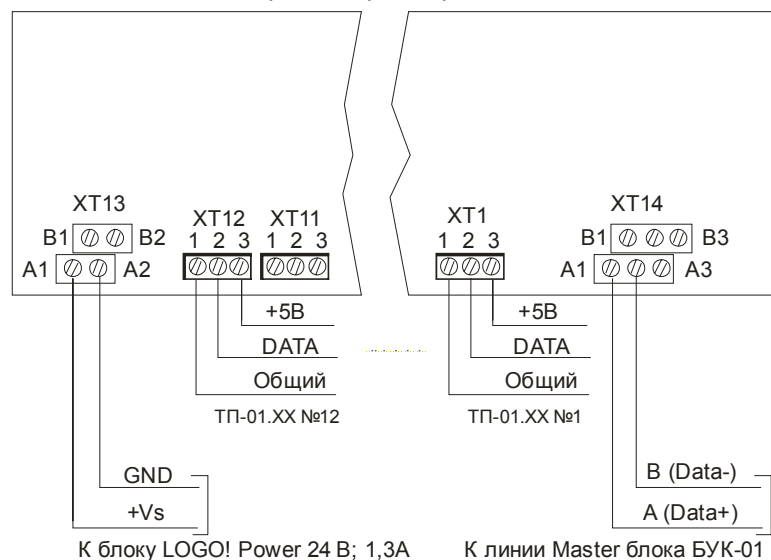 XT13 XT12 XT11 XT1 XT14
B1 B2 1 2 3 1 2 3 1 2 3 B1 B3
A1 A2 A1 A3
+5В +5В
DATA DATA
Общий Общий
ТП-01.ХХ №12 ТП-01.ХХ №1
GND B (Data-)
+Vs A (Data+)
К блоку LOGO! Power 24 В; 1,3А К линии Master блока БУК-01